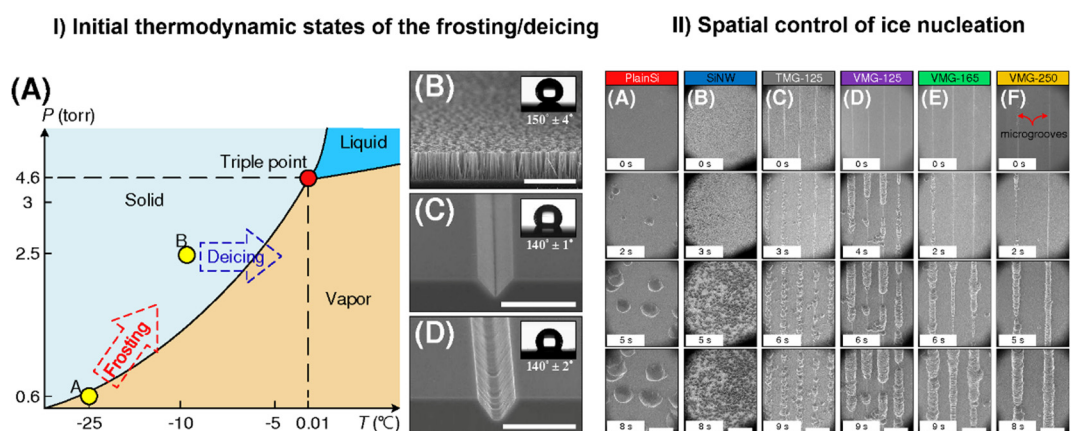 I) Initial thermodynamic states of the frosting/deicing
II) Spatial control of ice nucleation
(A)
P (torr)
4.6
3
2.5
0.6
Triple point
Liquid
Solid
B
Deicing
Vapor
Frosting
A
-25
-10
-5
0.01
T (℃)
(B)
150° ± 4°
(C)
140° ± 1°
(D)
140° ± 2°
PlainSi
SiNW
TMG-125
VMG-125
VMG-165
VMG-250
(A)
(B)
(C)
(D)
(E)
(F)
microgrooves
0 s
0 s
0 s
0 s
0 s
0 s
2 s
3 s
3 s
4 s
2 s
2 s
5 s
5 s
6 s
6 s
6 s
5 s
8 s
8 s
9 s
9 s
9 s
8 s